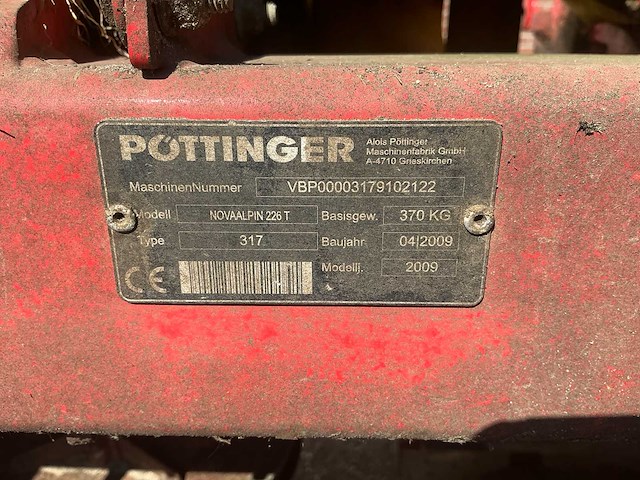 PÖTTINGER
Alois Pöttinger
Maschinenfabrik GmbH
A-4710 Grieskirchen
MaschinenNummer VBP00003179102122
Modell NOVAALPIN 226 T Basisgew. 370 KG
Type 317 Baujahr 04|2009
CE Modellj. 2009